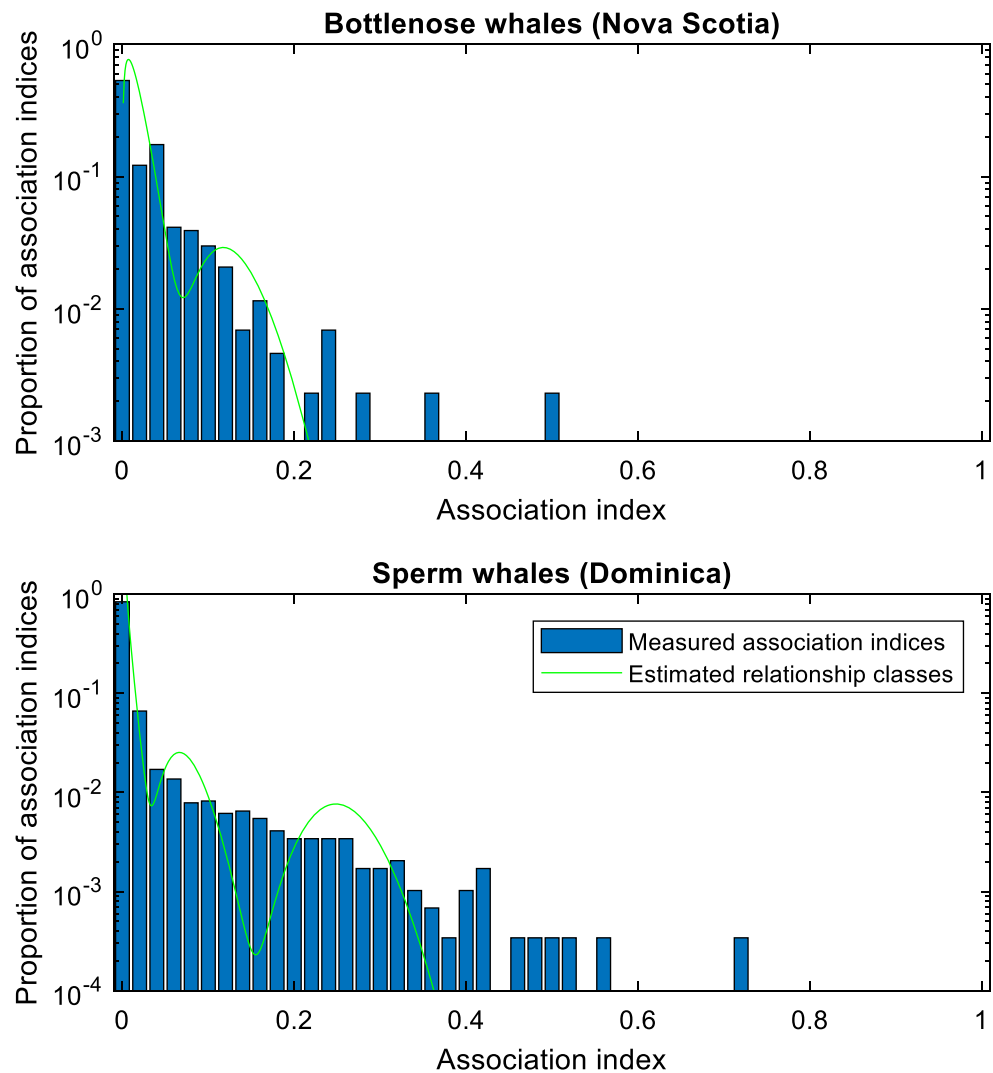 Bottlenose whales (Nova Scotia)
Proportion of association indices
10^0
10^-1
10^-2
10^-3
0 0.2 0.4 0.6 0.8 1
Association index
Sperm whales (Dominica)
Proportion of association indices
10^0
10^-1
10^-2
10^-3
10^-4
Measured association indices
Estimated relationship classes
0 0.2 0.4 0.6 0.8 1
Association index